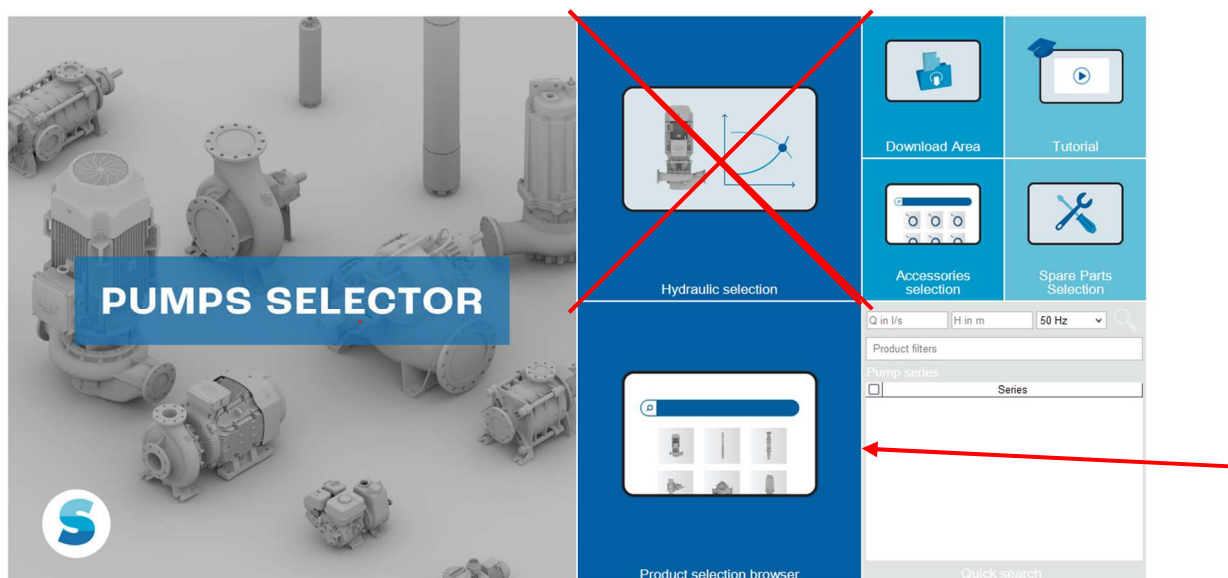 PUMPS SELECTOR
S
Hydraulic selection
Product selection browser
Download Area
Tutorial
Accessories
selection
Spare Parts
Selection
Q in l/s
H in m
50 Hz
Product filters
Pump series
Series
Quick search